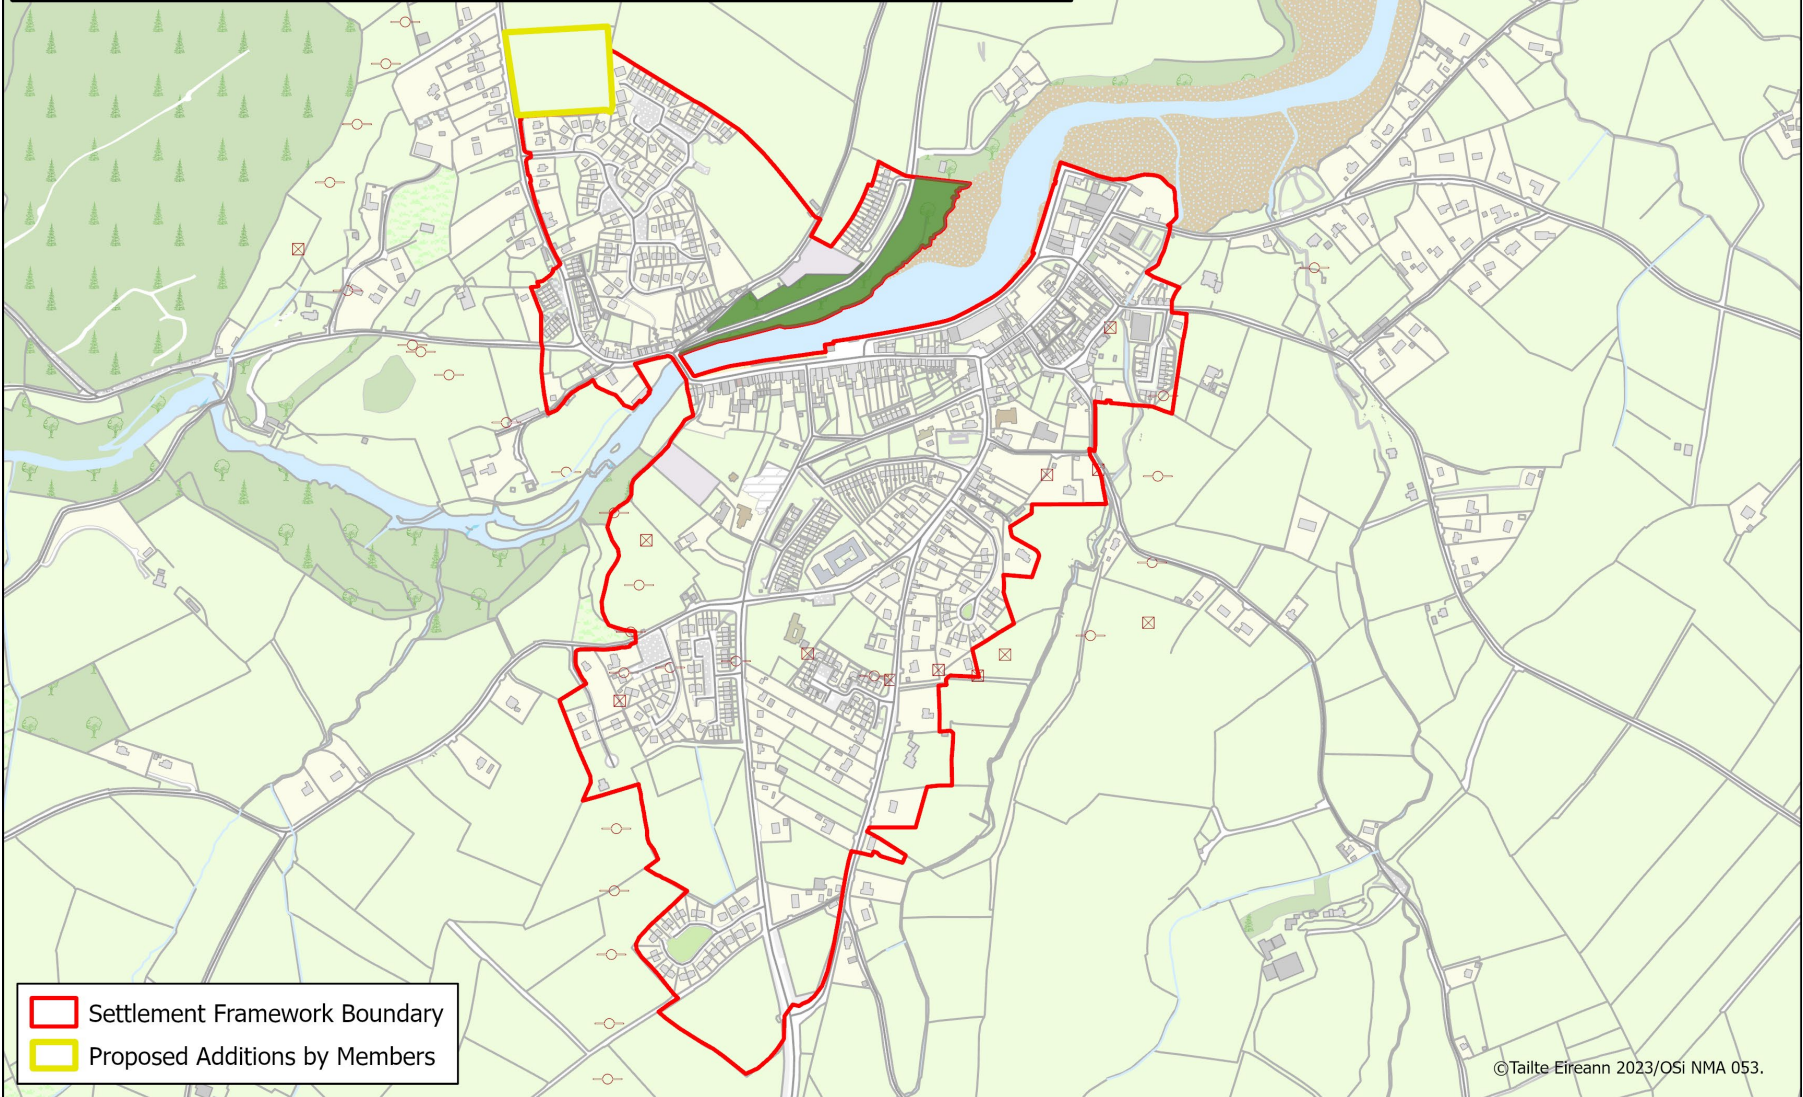 Settlement Framework Boundary
Proposed Additions by Members
©Tailte Eireann 2023/OSi NMA 053.